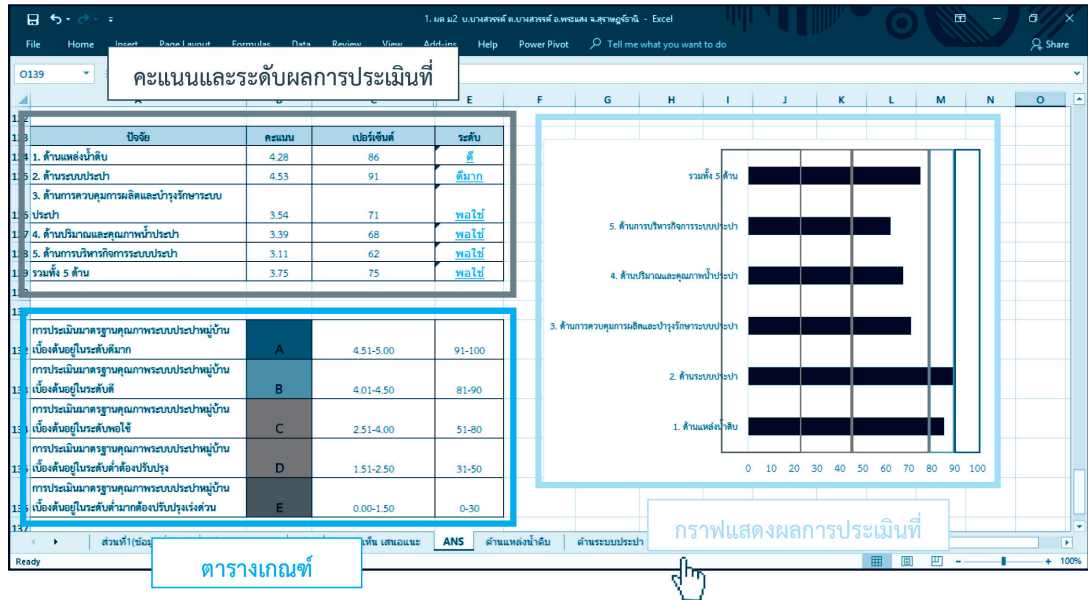 1. ผด ม2 บ.บางสวรรค์ ต.บางสวรรค์ อ.พระแสง จ.สุราษฎร์ธานี - Excel
File Home Insert Page Layout Formulas Data Review View Add-ins Help Power Pivot Tell me what you want to do Share
O139
คะแนนและระดับผลการประเมินที่
E F G H I J K L M N O
ปัจจัย คะแนน เปอร์เซ็นต์ ระดับ
1. ด้านแหล่งน้ำดิบ 4.28 86 ดี
2. ด้านระบบประปา 4.53 91 ดีมาก
3. ด้านการควบคุมการผลิตและบำรุงรักษาระบบ
ประปา 3.54 71 พอใช้
4. ด้านปริมาณและคุณภาพน้ำประปา 3.39 68 พอใช้
5. ด้านการบริหารกิจการระบบประปา 3.11 62 พอใช้
รวมทั้ง 5 ด้าน 3.75 75 พอใช้
การประเมินมาตรฐานคุณภาพระบบประปาหมู่บ้าน
เบื้องต้นอยู่ในระดับดีมาก A 4.51-5.00 91-100
การประเมินมาตรฐานคุณภาพระบบประปาหมู่บ้าน
เบื้องต้นอยู่ในระดับดี B 4.01-4.50 81-90
การประเมินมาตรฐานคุณภาพระบบประปาหมู่บ้าน
เบื้องต้นอยู่ในระดับพอใช้ C 2.51-4.00 51-80
การประเมินมาตรฐานคุณภาพระบบประปาหมู่บ้าน
เบื้องต้นอยู่ในระดับต่ำต้องปรับปรุง D 1.51-2.50 31-50
การประเมินมาตรฐานคุณภาพระบบประปาหมู่บ้าน
เบื้องต้นอยู่ในระดับต่ำมากต้องปรับปรุงเร่งด่วน E 0.00-1.50 0-30
รวมทั้ง 5 ด้าน
5. ด้านการบริหารกิจการระบบประปา
4. ด้านปริมาณและคุณภาพน้ำประปา
3. ด้านการควบคุมการผลิตและบำรุงรักษาระบบประปา
2. ด้านระบบประปา
1. ด้านแหล่งน้ำดิบ
0 10 20 30 40 50 60 70 80 90 100
กราฟแสดงผลการประเมินที่
ส่วนที่1(ข้อมู เห็น เสนอแนะ ANS ด้านแหล่งน้ำดิบ ด้านระบบประปา
ตารางเกณฑ์
Ready 100%